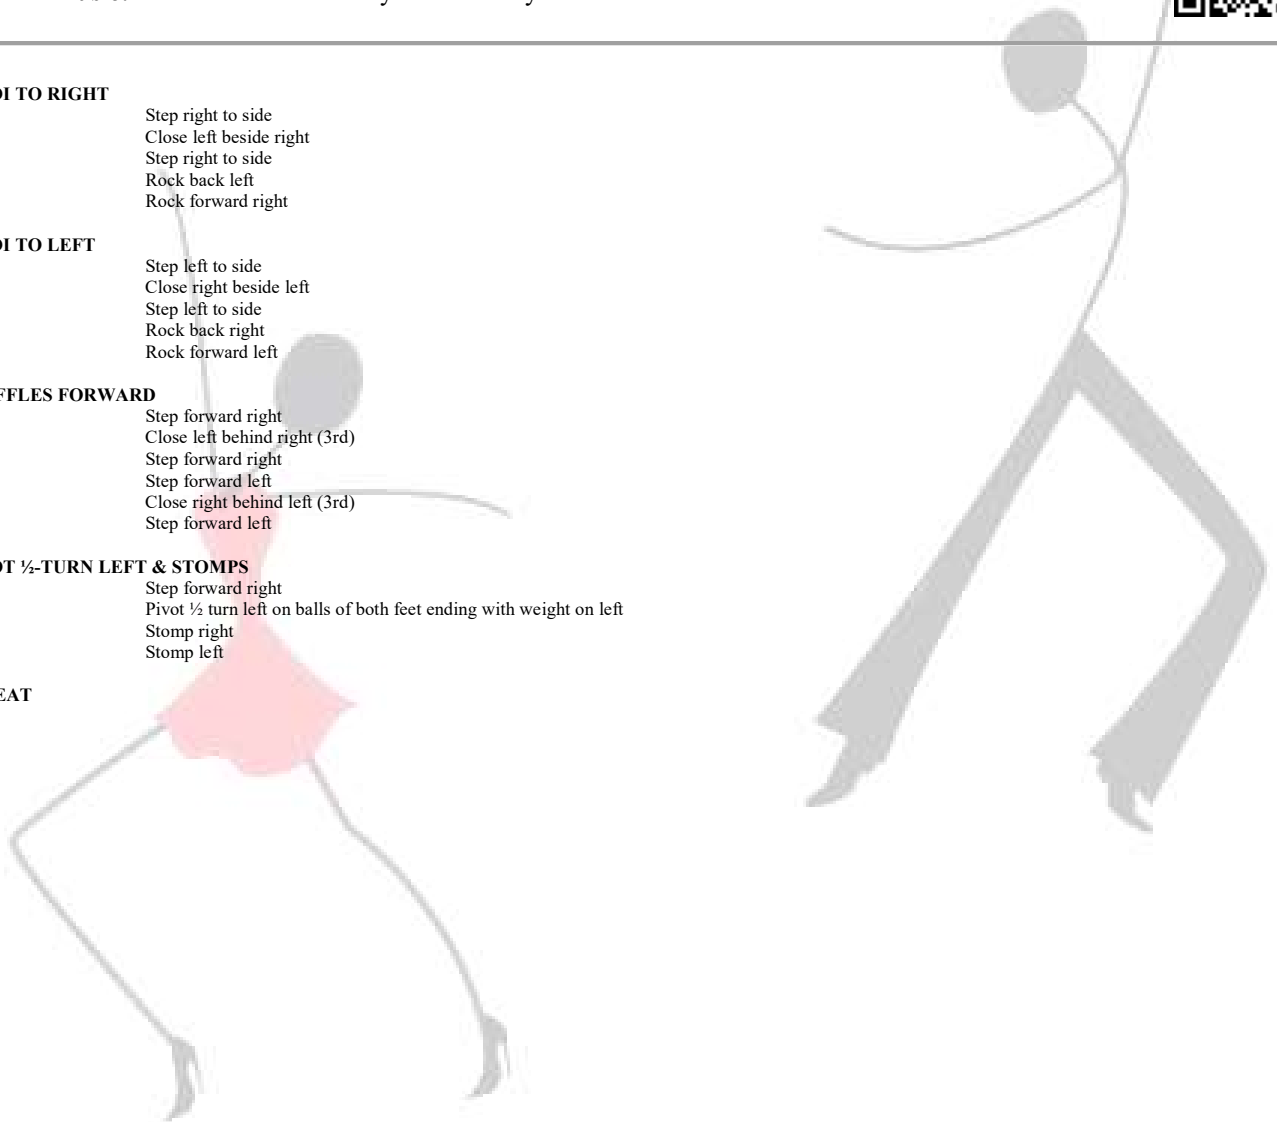 DI TO RIGHT
Step right to side
Close left beside right
Step right to side
Rock back left
Rock forward right
DI TO LEFT
Step left to side
Close right beside left
Step left to side
Rock back right
Rock forward left
FFLES FORWARD
Step forward right
Close left behind right (3rd)
Step forward right
Step forward left
Close right behind left (3rd)
Step forward left
OT ½-TURN LEFT & STOMPS
Step forward right
Pivot ½ turn left on balls of both feet ending with weight on left
Stomp right
Stomp left
EAT